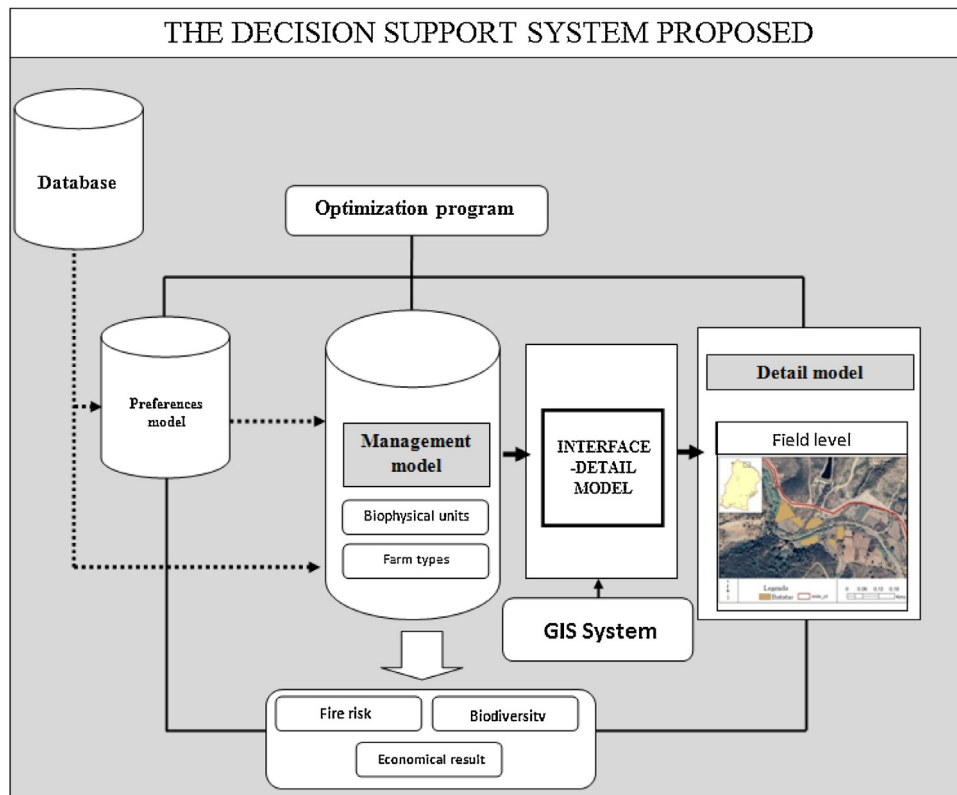 THE DECISION SUPPORT SYSTEM PROPOSED
Database
Optimization program
Preferences
model
Management
model
Biophysical units
Farm types
INTERFACE
-DETAIL
MODEL
GIS System
Detail model
Field level
Legenda
Fire risk
Biodiversity
Economical result